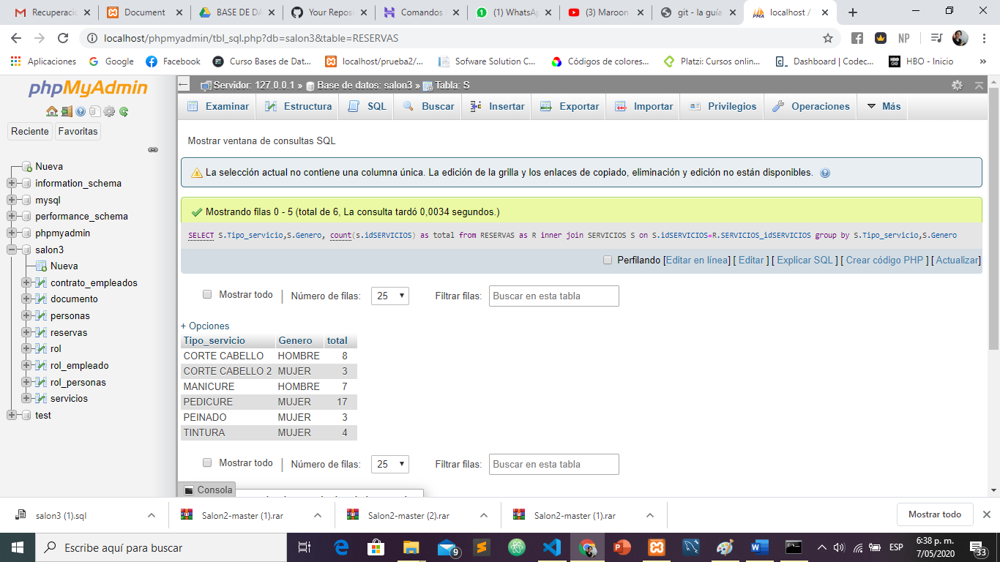 Recuperaci
Document
BASE DE DA
Your Repos
Comandos
(1) WhatsA
(3) Maroon
git - la guía
localhost /
localhost/phpmyadmin/tbl_sql.php?db=salon3&table=RESERVAS
NP
Aplicaciones
Google
Facebook
Curso Bases de Dat...
localhost/prueba2/...
Sofware Solution C...
Códigos de colores...
Platzi: Cursos onlin...
Dashboard | Codec...
HBO - Inicio
»
phpMyAdmin
Reciente
Favoritas
Nueva
information_schema
mysql
performance_schema
phpmyadmin
salon3
Nueva
contrato_empleados
documento
personas
reservas
rol
rol_empleado
rol_personas
servicios
test
Servidor: 127.0.0.1 » Base de datos: salon3 » Tabla: S
Examinar
Estructura
SQL
Buscar
Insertar
Exportar
Importar
Privilegios
Operaciones
Más
Mostrar ventana de consultas SQL
La selección actual no contiene una columna única. La edición de la grilla y los enlaces de copiado, eliminación y edición no están disponibles.
Mostrando filas 0 - 5 (total de 6, La consulta tardó 0,0034 segundos.)
SELECT S.Tipo_servicio,S.Genero, count(s.idSERVICIOS) as total from RESERVAS as R inner join SERVICIOS S on S.idSERVICIOS=R.SERVICIOS_idSERVICIOS group by S.Tipo_servicio,S.Genero
Perfilando [Editar en línea] [ Editar ] [ Explicar SQL ] [ Crear código PHP ] [ Actualizar]
Mostrar todo | Número de filas: 25 Filtrar filas: Buscar en esta tabla
+ Opciones
Tipo_servicio Genero total
CORTE CABELLO HOMBRE 8
CORTE CABELLO 2 MUJER 3
MANICURE HOMBRE 7
PEDICURE MUJER 17
PEINADO MUJER 3
TINTURA MUJER 4
Mostrar todo | Número de filas: 25 Filtrar filas: Buscar en esta tabla
Consola
salon3 (1).sql
Salon2-master (1).rar
Salon2-master (2).rar
Salon2-master (1).rar
Mostrar todo
Escribe aquí para buscar
9
ESP
6:38 p. m.
7/05/2020
33